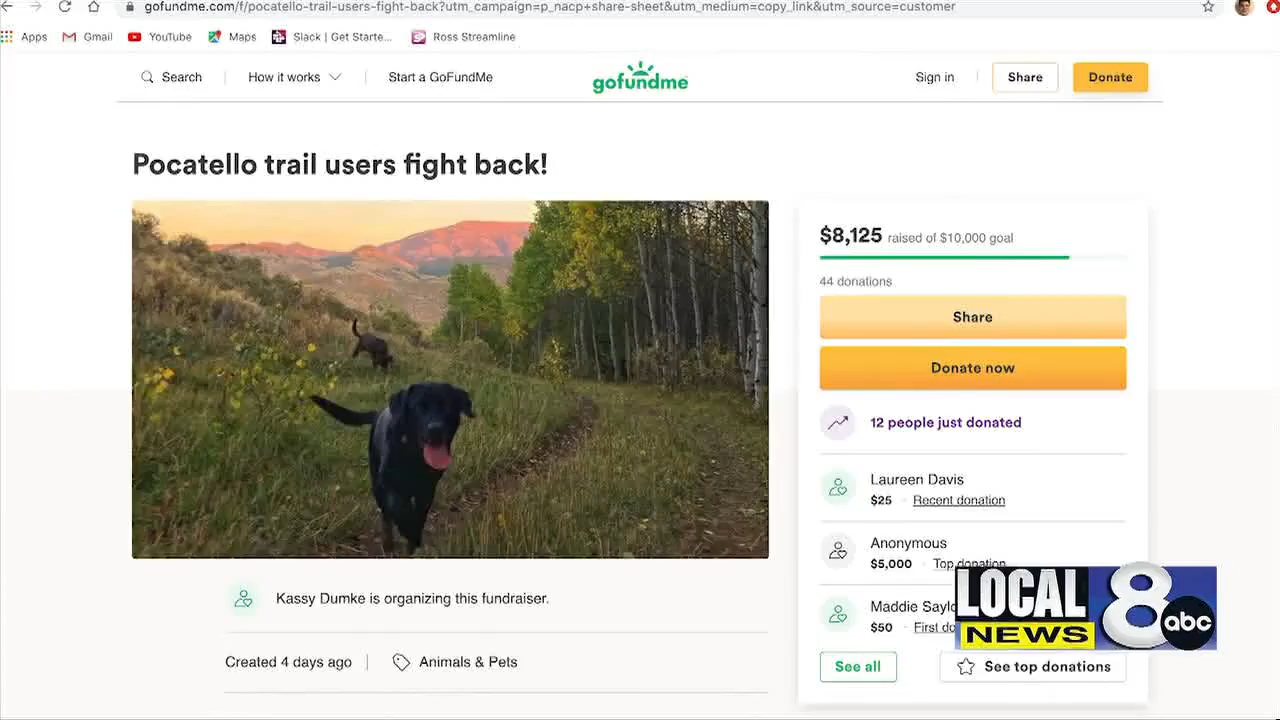 gofundme.com/f/pocatello-trail-users-fight-back?utm_campaign=p_nacp+share-sheet&utm_medium=copy_link&utm_source=customer
Apps Gmail YouTube Maps Slack | Get Starte... Ross Streamline
Search How it works Start a GoFundMe gofundme Sign in Share Donate
Pocatello trail users fight back!
$8,125 raised of $10,000 goal
44 donations
Share
Donate now
12 people just donated
Laureen Davis
$25 · Recent donation
Anonymous
$5,000 · Top donation
Maddie Saylo
$50 · First do
See all See top donations
Kassy Dumke is organizing this fundraiser.
Created 4 days ago | Animals & Pets
LOCAL
NEWS
8
abc